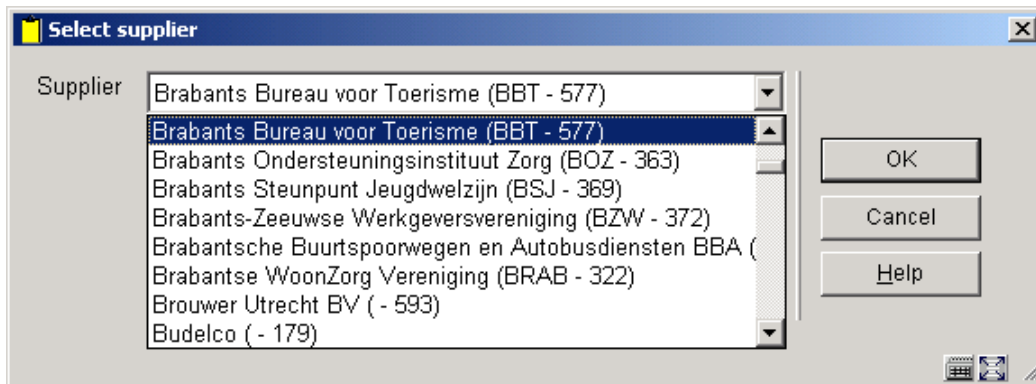 Select supplier
Supplier
Brabants Bureau voor Toerisme (BBT - 577)
Brabants Bureau voor Toerisme (BBT - 577)
Brabants Ondersteuningsinstituut Zorg (BOZ - 363)
Brabants Steunpunt Jeugdwelzijn (BSJ - 369)
Brabants-Zeeuwse Werkgeversvereniging (BZW - 372)
Brabantsche Buurtspoorwegen en Autobusdiensten BBA (
Brabantse WoonZorg Vereniging (BRAB - 322)
Brouwer Utrecht BV ( - 593)
Budelco ( - 179)
OK
Cancel
Help